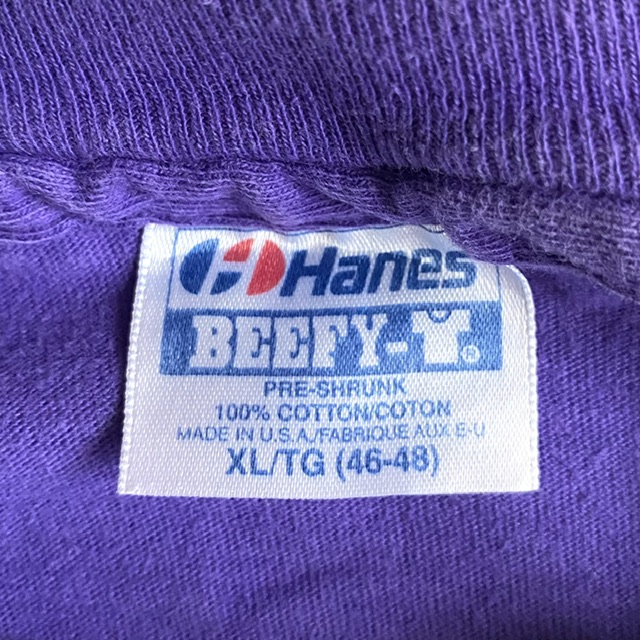 Hanes
BEEFY-T®
PRE-SHRUNK
100% COTTON/COTON
MADE IN U.S.A./FABRIQUE AUX E-U
XL/TG (46-48)